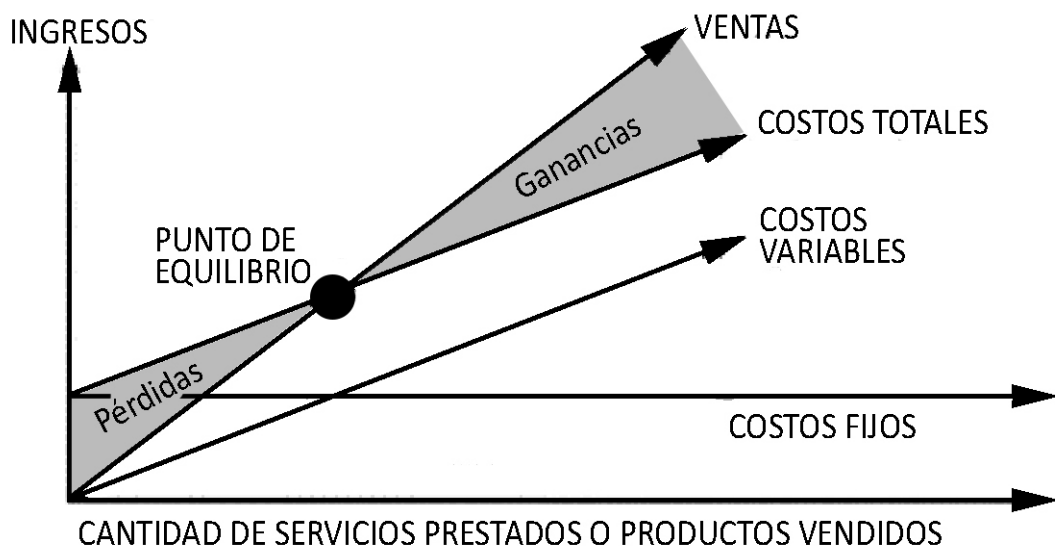 INGRESOS
VENTAS
COSTOS TOTALES
Ganancias
COSTOS
VARIABLES
PUNTO DE
EQUILIBRIO
Pérdidas
COSTOS FIJOS
CANTIDAD DE SERVICIOS PRESTADOS O PRODUCTOS VENDIDOS